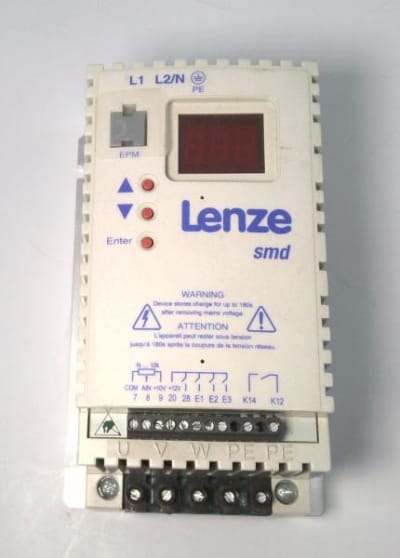 L1 L2/N
PE
EPM
Lenze
Enter
smd
WARNING
Device stores charge for up to 180s
after removing mains voltage
ATTENTION
L'appareil peut rester sous tension
jusqu'à 180s après la coupure de la tension réseau.
COM AIN +10V +12V
7 8 9 20 28 E1 E2 E3 K14 K12
U V W PE PE